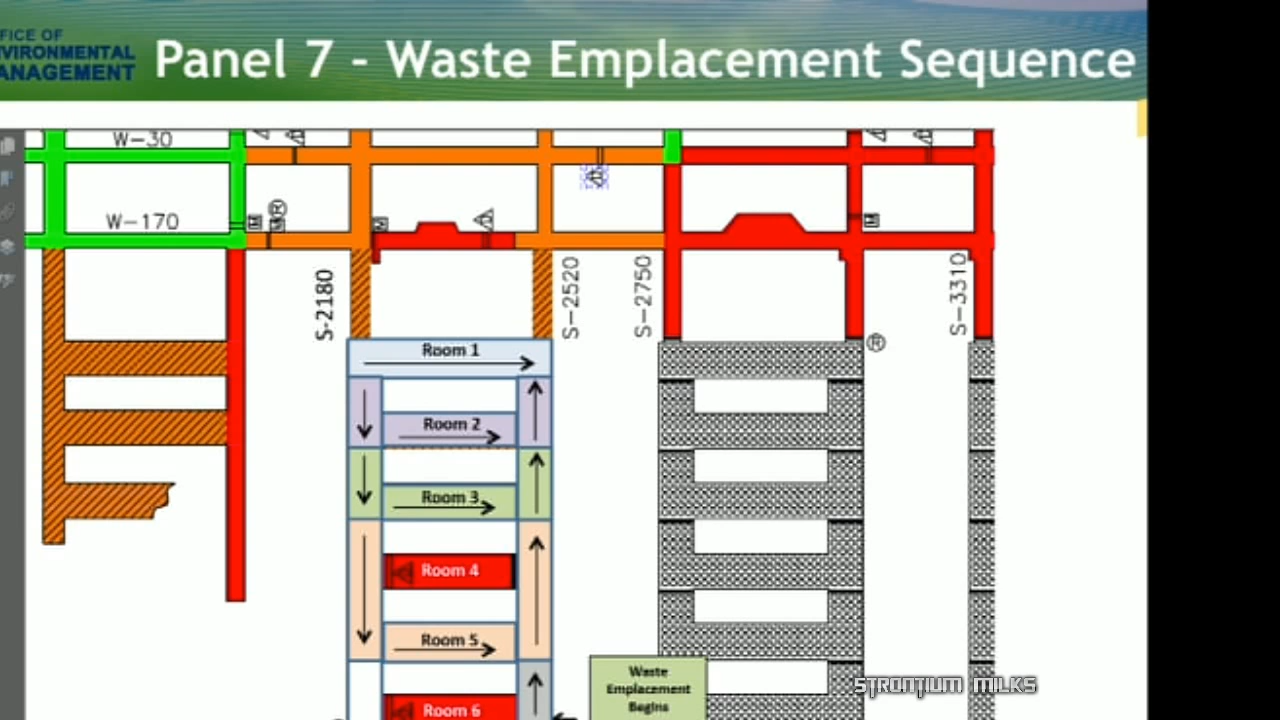 FICE OF
VIRONMENTAL
ANAGEMENT
Panel 7 - Waste Emplacement Sequence
W-30
W-170
M
R
S-2180
S-2520
S-2750
S-3310
R
Room 1
Room 2
Room 3
Room 4
Room 5
Room 6
Waste
Emplacement
Begins
STRONTIUM MILKS